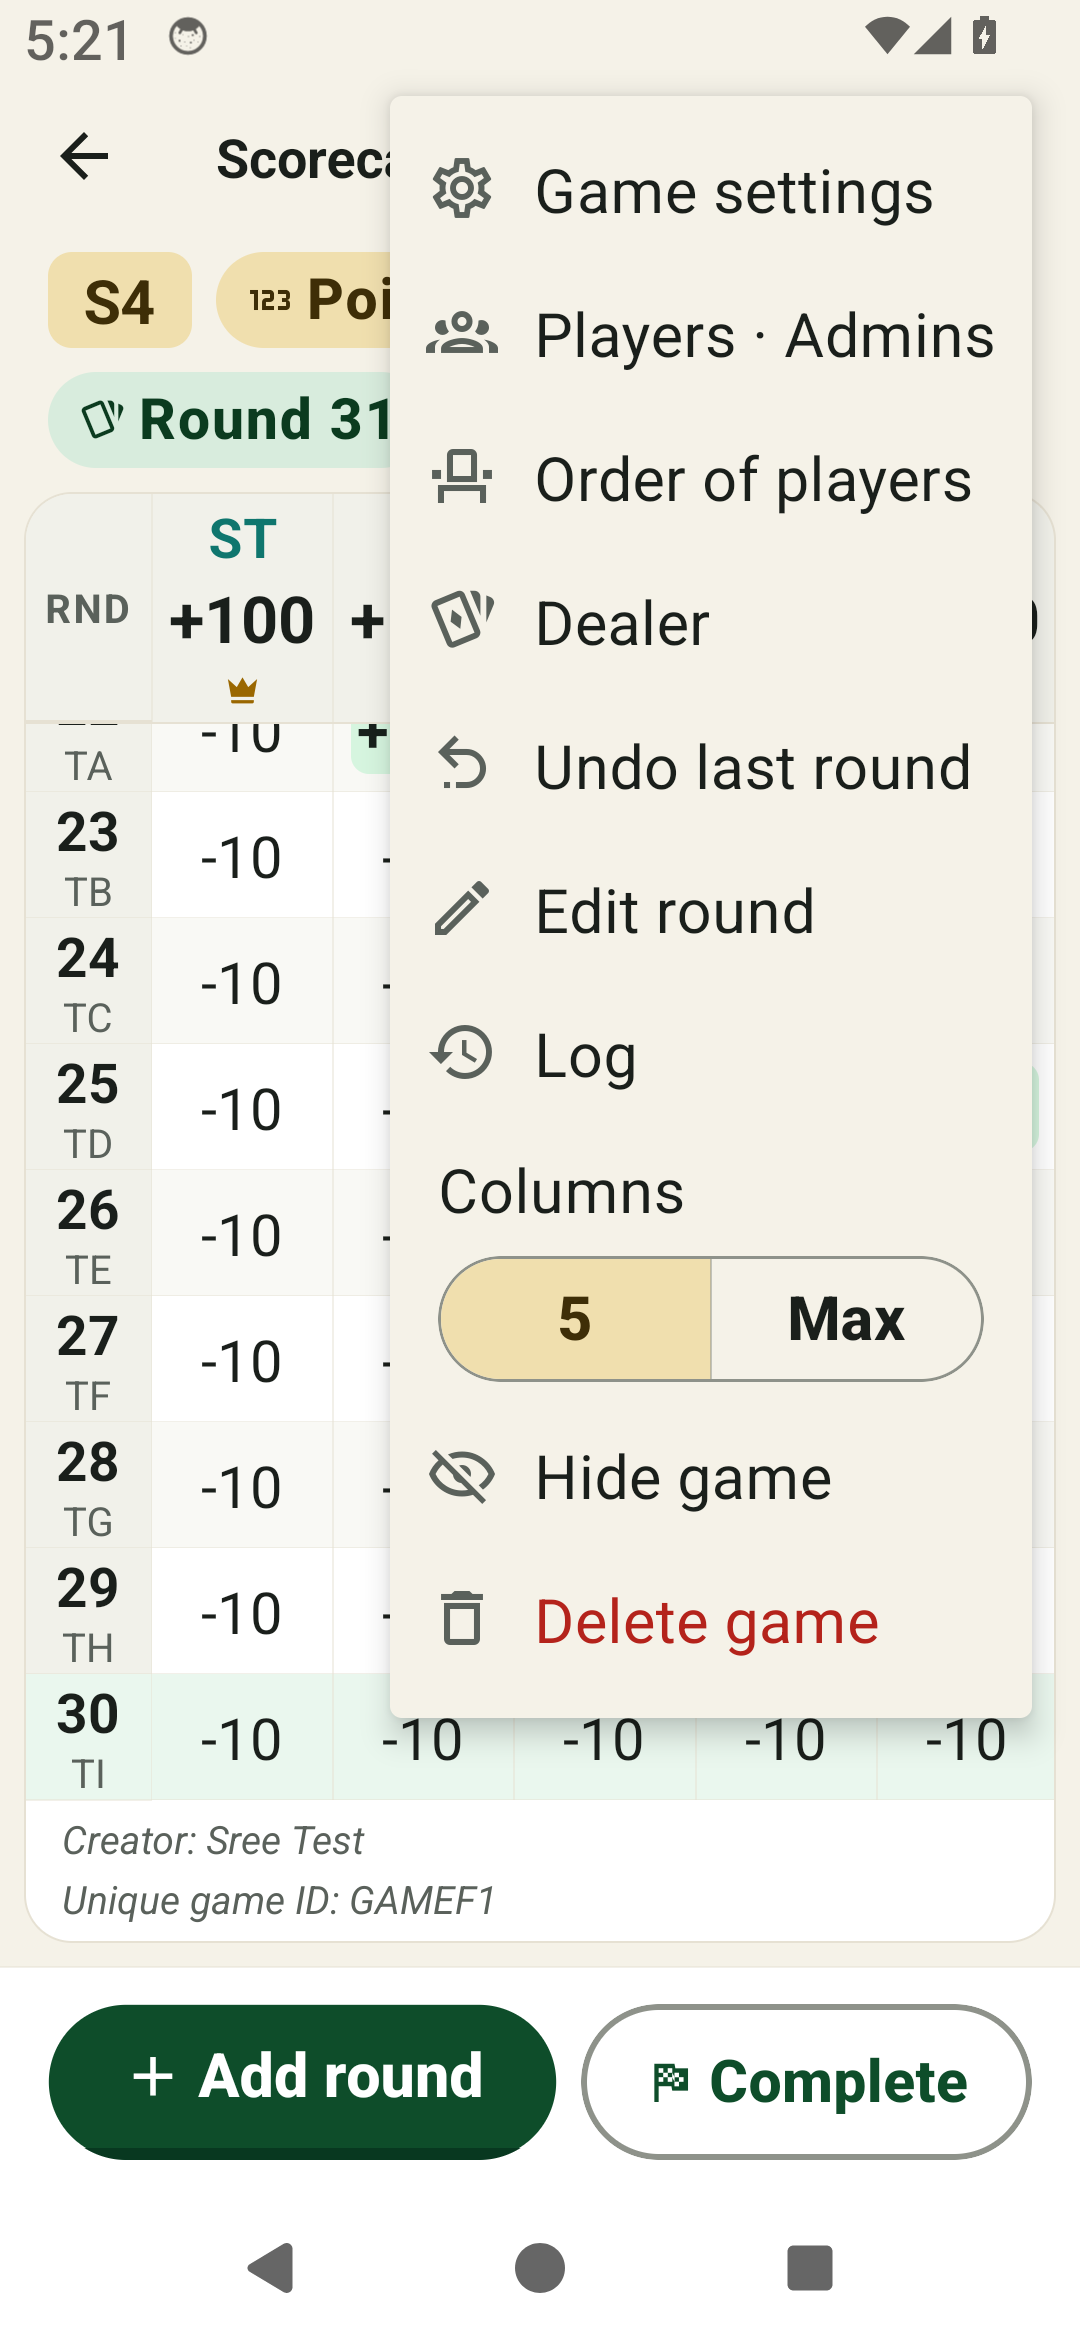 5:21
Game settings
Players · Admins
Order of players
Dealer
Undo last round
Edit round
Log
Columns
5 Max
Hide game
Delete game
S4 123
Round 31
RND ST
+100 +
-10 +
TA
23 -10
TB
24 -10
TC
25 -10
TD
26 -10
TE
27 -10
TF
28 -10
TG
29 -10
TH
30 -10 -10 -10 -10 -10
TI
Creator: Sree Test
Unique game ID: GAMEF1
+ Add round Complete